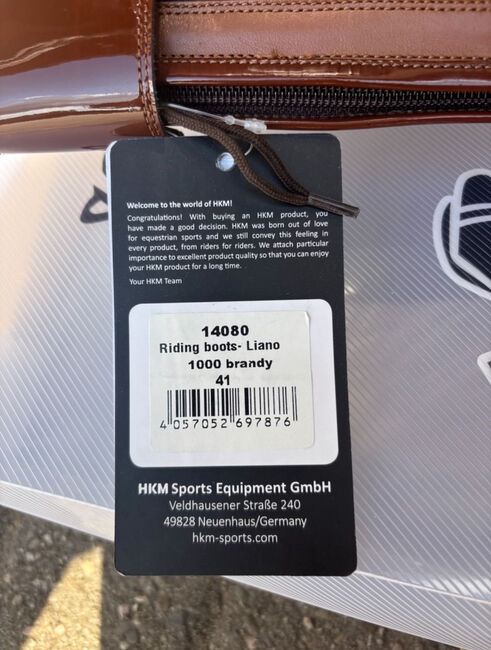 Welcome to the world of HKM!
Congratulations! With buying an HKM product, you
have made a good decision. HKM was born out of love
for equestrian sports and we still convey this feeling in
every product, from riders for riders. We attach particular
importance to excellent product quality so that you can enjoy
your HKM product for a long time.
Your HKM Team
14080
Riding boots- Liano
1000 brandy
41
4 057052 697876
HKM Sports Equipment GmbH
Veldhausener Straße 240
49828 Neuenhaus/Germany
hkm-sports.com